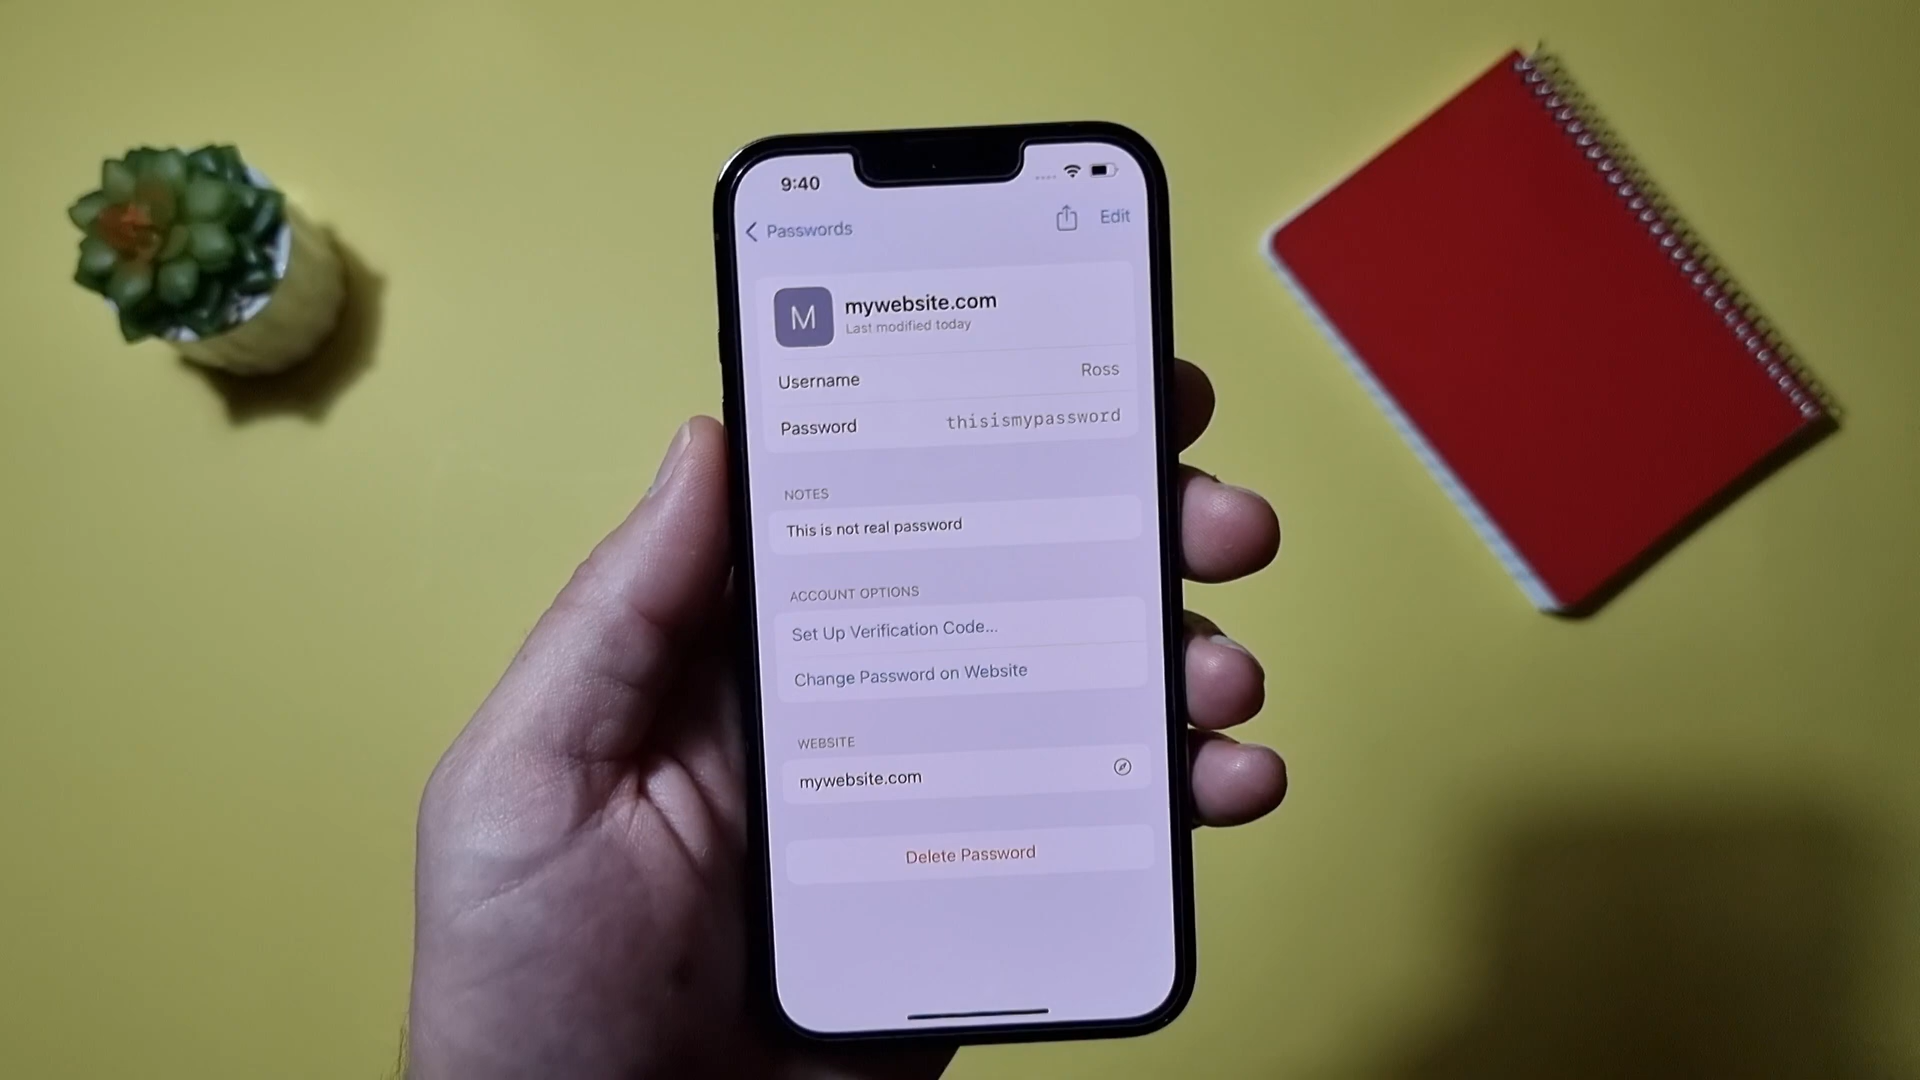 9:40
Passwords
Edit
M
mywebsite.com
Last modified today
Username Ross
Password thisismypassword
NOTES
This is not real password
ACCOUNT OPTIONS
Set Up Verification Code...
Change Password on Website
WEBSITE
mywebsite.com
Delete Password